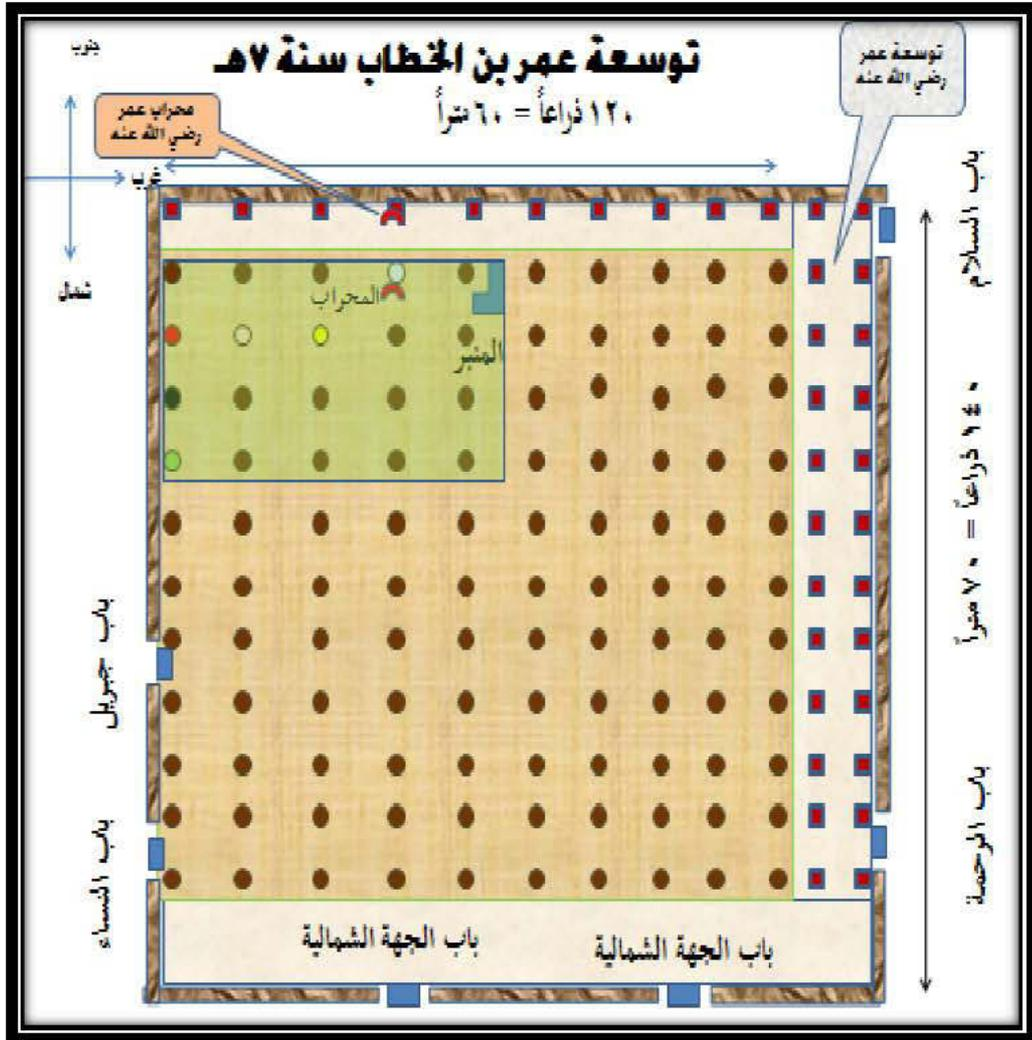 توسعة عمر بن الخطاب سنة ٧هـ
١٢٠ ذراعاً = ٦٠ متراً
توسعة عمر
رضي الله عنه
محراب عمر
رضي الله عنه
جنوب
غرب
شمال
باب السلام
١٤٠ ذراعاً = ٧٠ متراً
باب الرحمة
المحراب
المنبر
باب جبريل
باب النساء
باب الجهة الشمالية
باب الجهة الشمالية